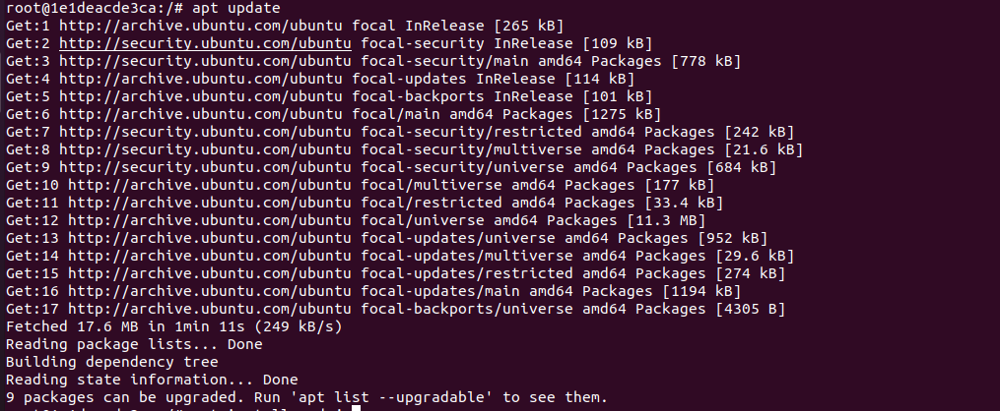 root@1e1deacde3ca:/# apt update
Get:1 http://archive.ubuntu.com/ubuntu focal InRelease [265 kB]
Get:2 http://security.ubuntu.com/ubuntu focal-security InRelease [109 kB]
Get:3 http://security.ubuntu.com/ubuntu focal-security/main amd64 Packages [778 kB]
Get:4 http://archive.ubuntu.com/ubuntu focal-updates InRelease [114 kB]
Get:5 http://archive.ubuntu.com/ubuntu focal-backports InRelease [101 kB]
Get:6 http://archive.ubuntu.com/ubuntu focal/main amd64 Packages [1275 kB]
Get:7 http://security.ubuntu.com/ubuntu focal-security/restricted amd64 Packages [242 kB]
Get:8 http://security.ubuntu.com/ubuntu focal-security/multiverse amd64 Packages [21.6 kB]
Get:9 http://security.ubuntu.com/ubuntu focal-security/universe amd64 Packages [684 kB]
Get:10 http://archive.ubuntu.com/ubuntu focal/multiverse amd64 Packages [177 kB]
Get:11 http://archive.ubuntu.com/ubuntu focal/restricted amd64 Packages [33.4 kB]
Get:12 http://archive.ubuntu.com/ubuntu focal/universe amd64 Packages [11.3 MB]
Get:13 http://archive.ubuntu.com/ubuntu focal-updates/universe amd64 Packages [952 kB]
Get:14 http://archive.ubuntu.com/ubuntu focal-updates/multiverse amd64 Packages [29.6 kB]
Get:15 http://archive.ubuntu.com/ubuntu focal-updates/restricted amd64 Packages [274 kB]
Get:16 http://archive.ubuntu.com/ubuntu focal-updates/main amd64 Packages [1194 kB]
Get:17 http://archive.ubuntu.com/ubuntu focal-backports/universe amd64 Packages [4305 B]
Fetched 17.6 MB in 1min 11s (249 kB/s)
Reading package lists... Done
Building dependency tree
Reading state information... Done
9 packages can be upgraded. Run 'apt list --upgradable' to see them.